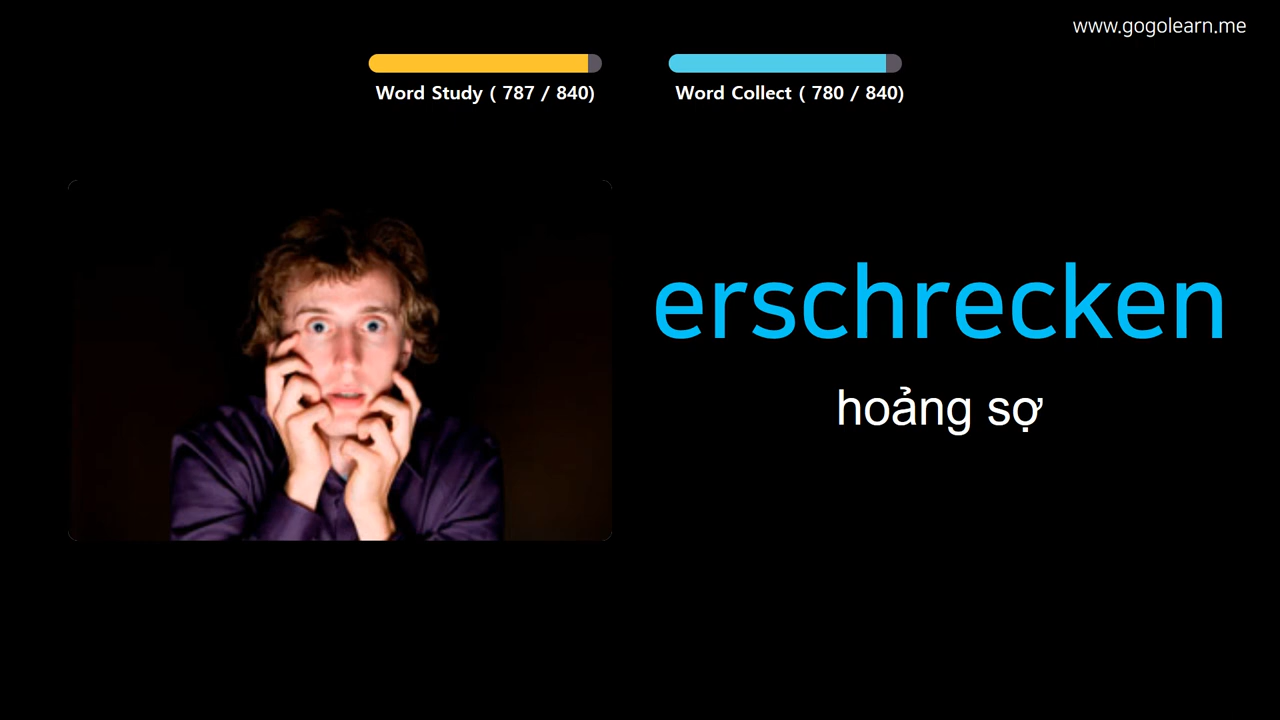 www.gogolearn.me
Word Study ( 787 / 840)
Word Collect ( 780 / 840)
erschrecken
hoảng sợ